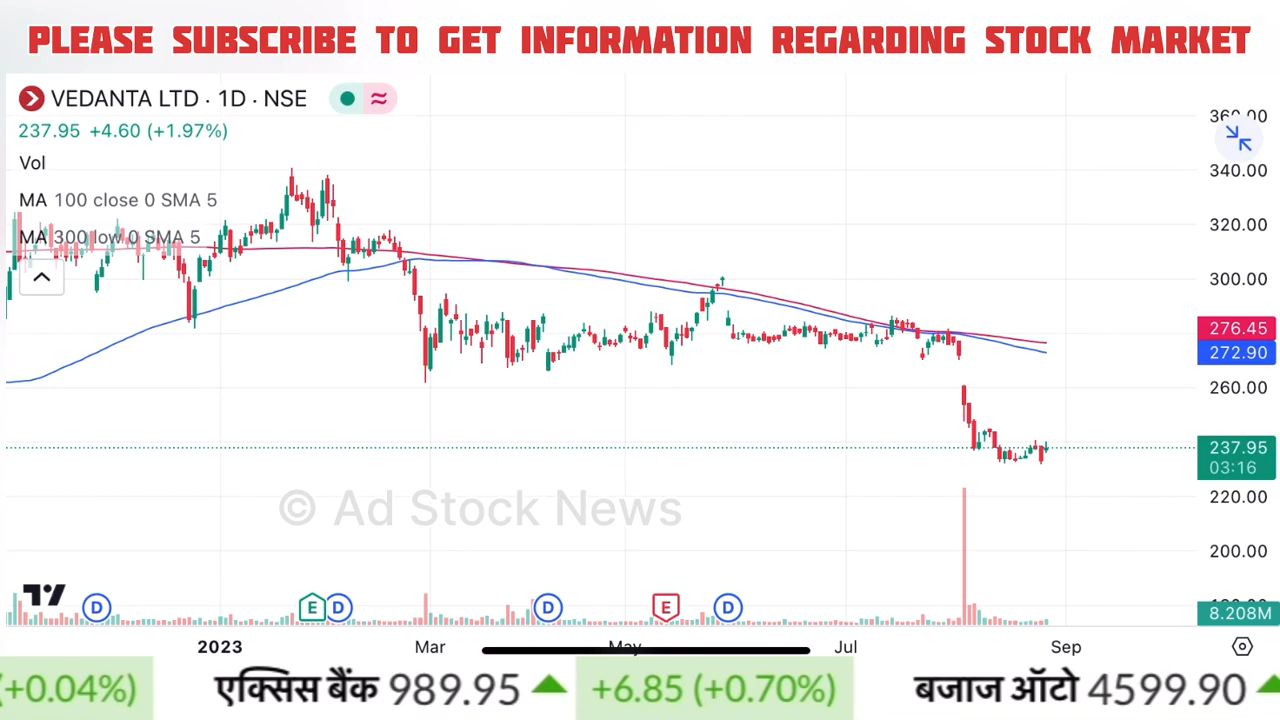 PLEASE SUBSCRIBE TO GET INFORMATION REGARDING STOCK MARKET
VEDANTA LTD · 1D · NSE
237.95 +4.60 (+1.97%)
Vol
MA 100 close 0 SMA 5
MA 300 low 0 SMA 5
340.00
320.00
300.00
276.45
272.90
260.00
237.95
03:16
220.00
200.00
8.208M
© Ad Stock News
D E D D E D
2023 Mar May Jul Sep
(+0.04%) एक्सिस बैंक 989.95 +6.85 (+0.70%) बजाज ऑटो 4599.90